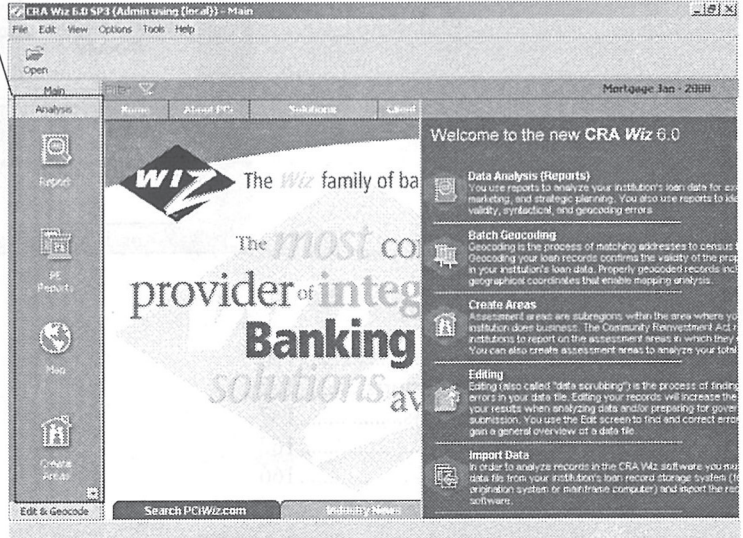 CRA Wiz 6.0 SP3 (Admin using (local)) - Main
File Edit View Options Tools Help
Open
Main
Filter
Mortgage Jan - 2000
Analysis
Home About PCi Solutions Client
Report
PE Reports
Map
Create Areas
Edit & Geocode
WIZ
The Wiz family of ba
The most co
provider of integ
Banking
solutions av
Search PCiWiz.com
Industry News
Welcome to the new CRA Wiz 6.0
Data Analysis (Reports)
You use reports to analyze your institution's loan data for ex
marketing, and strategic planning. You also use reports to ide
validity, syntactical, and geocoding errors.
Batch Geocoding
Geocoding is the process of matching addresses to census t
Geocoding your loan records confirms the validity of the prop
in your institution's loan data. Properly geocoded records incl
geographical coordinates that enable mapping analysis.
Create Areas
Assessment areas are subregions within the area where yo
institution does business. The Community Reinvestment Act r
institutions to report on the assessment areas in which they
You can also create assessment areas to analyze your total
Editing
Editing (also called "data scrubbing") is the process of finding
errors in your data file. Editing your records will increase the
your results when analyzing data and/or preparing for gover
submission. You use the Edit screen to find and correct error
gain a general overview of a data file.
Import Data
In order to analyze records in the CRA Wiz software you mus
data file from your institution's loan record storage system (
origination system or mainframe computer) and import the rec
software.